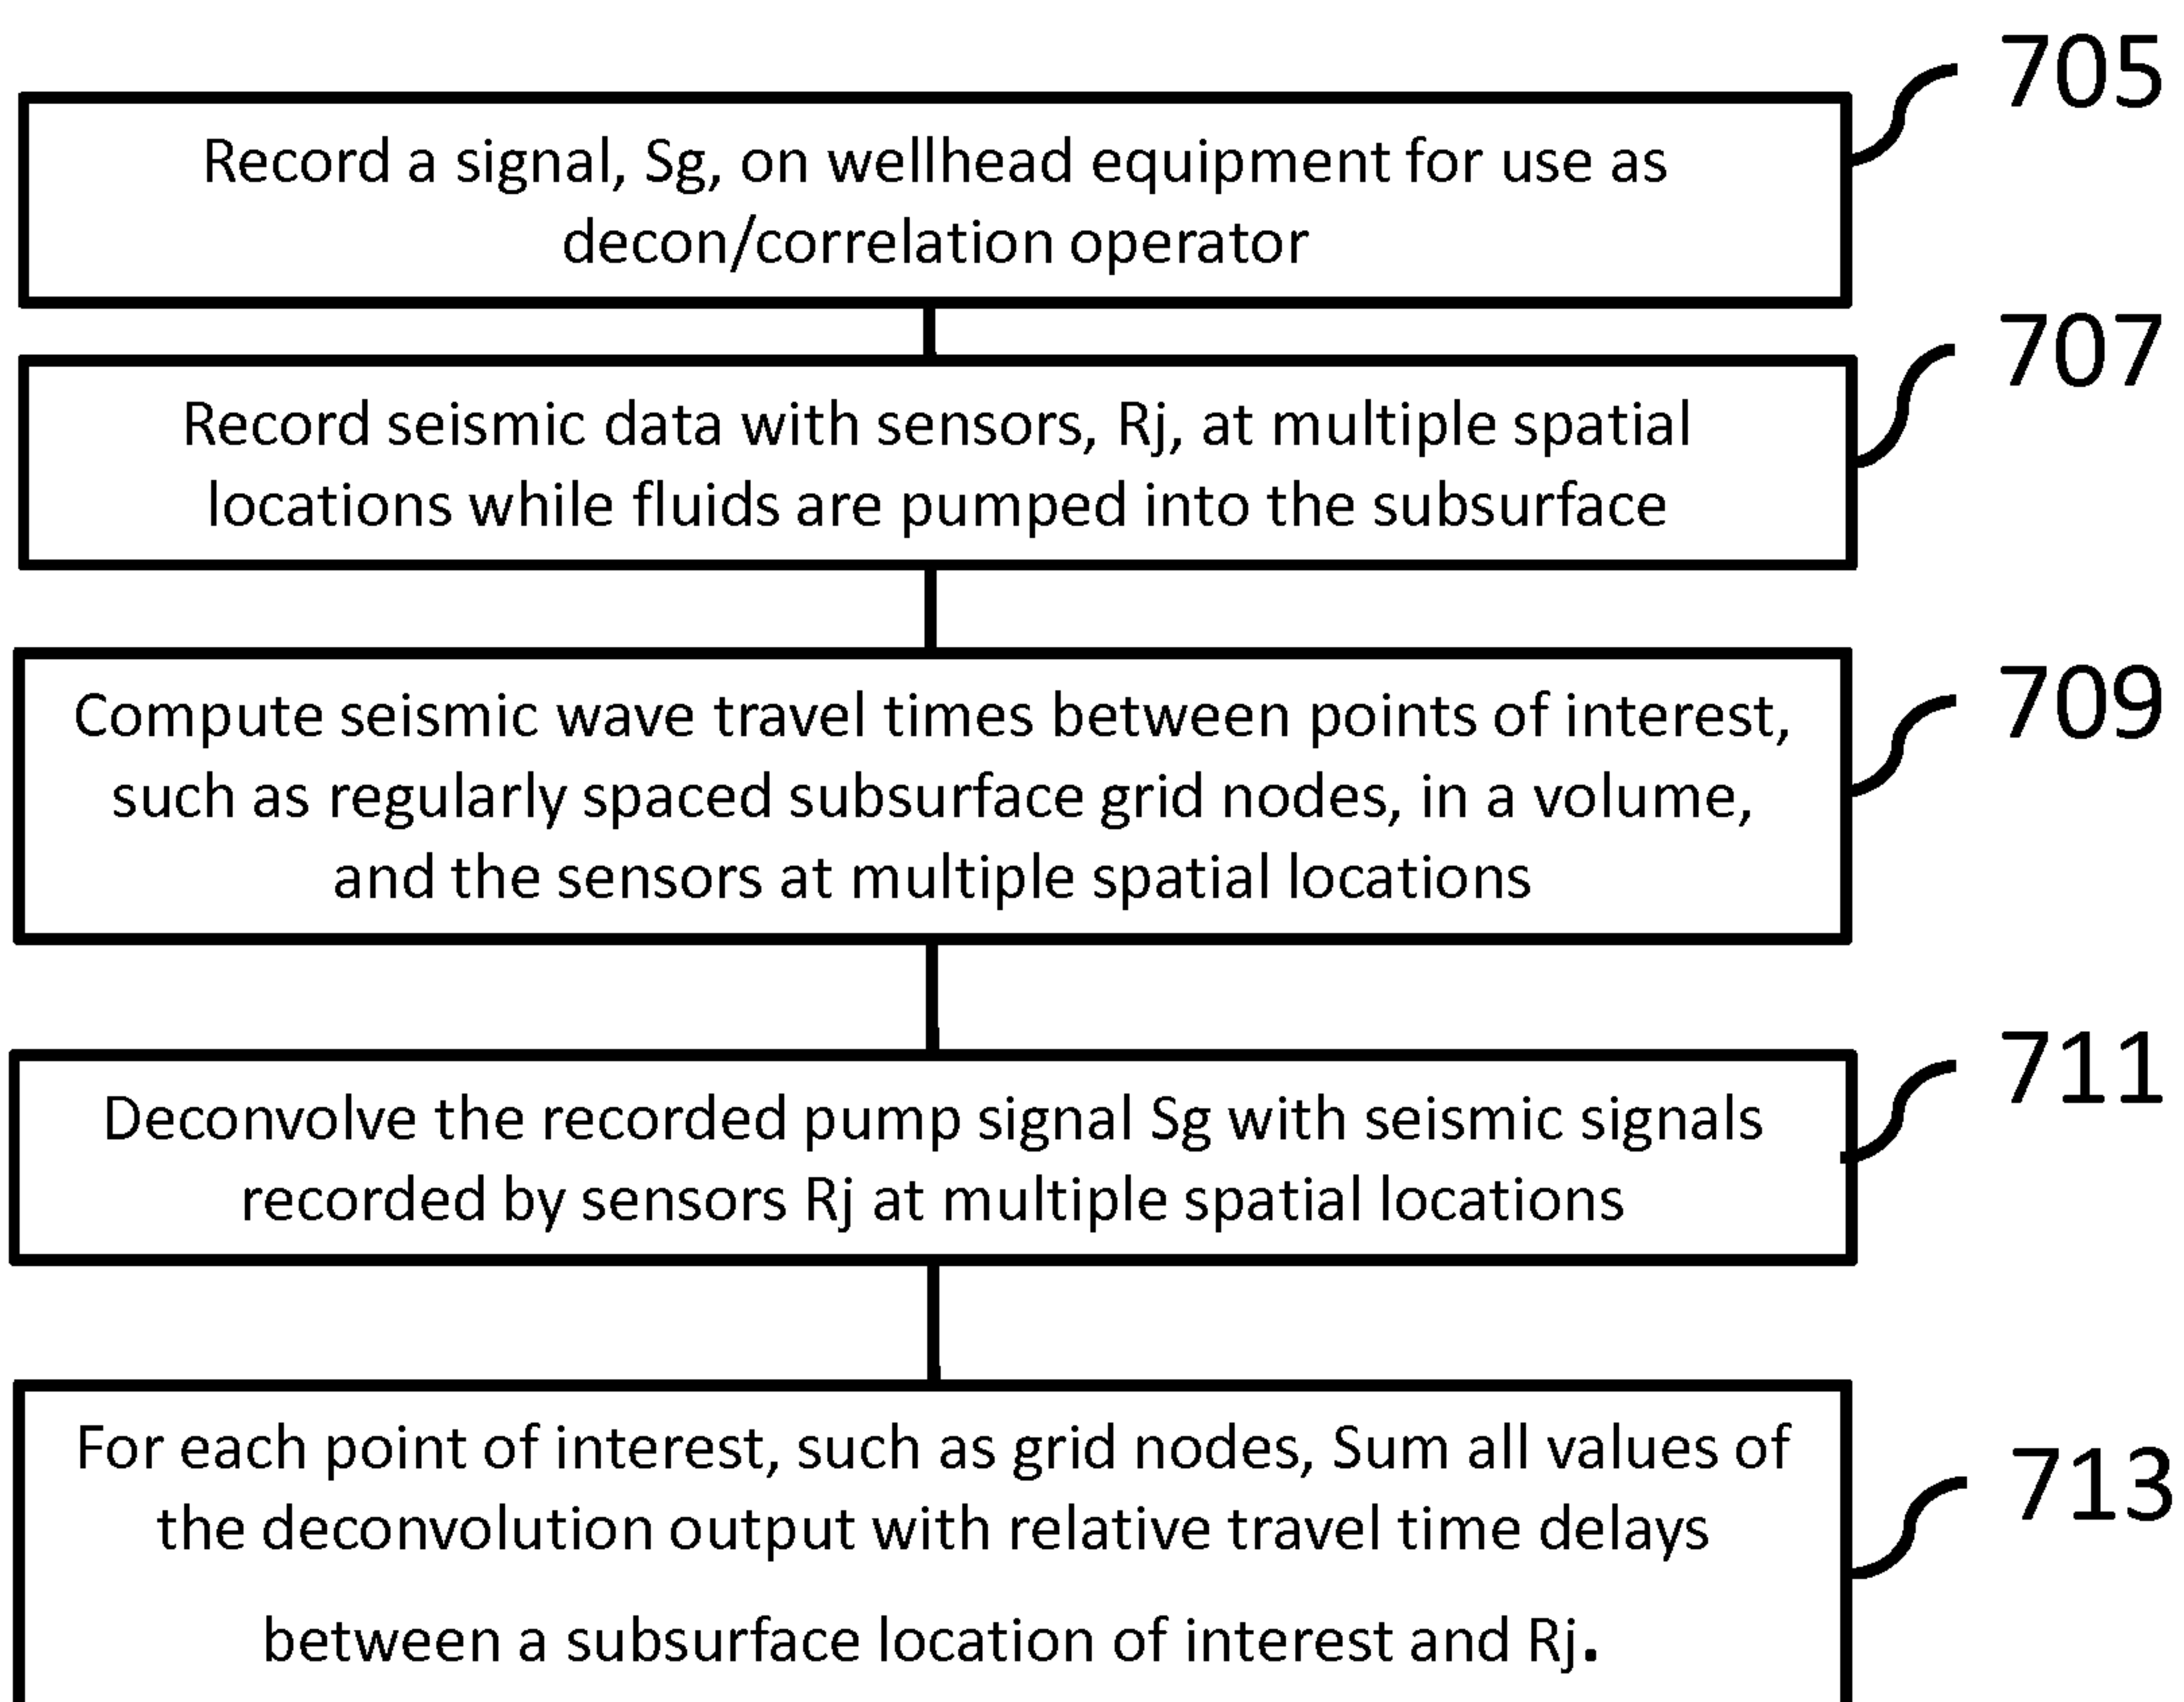 705
Record a signal, Sg, on wellhead equipment for use as
decon/correlation operator
707
Record seismic data with sensors, Rj, at multiple spatial
locations while fluids are pumped into the subsurface
709
Compute seismic wave travel times between points of interest,
such as regularly spaced subsurface grid nodes, in a volume,
and the sensors at multiple spatial locations
711
Deconvolve the recorded pump signal Sg with seismic signals
recorded by sensors Rj at multiple spatial locations
713
For each point of interest, such as grid nodes, Sum all values of
the deconvolution output with relative travel time delays
between a subsurface location of interest and Rj.